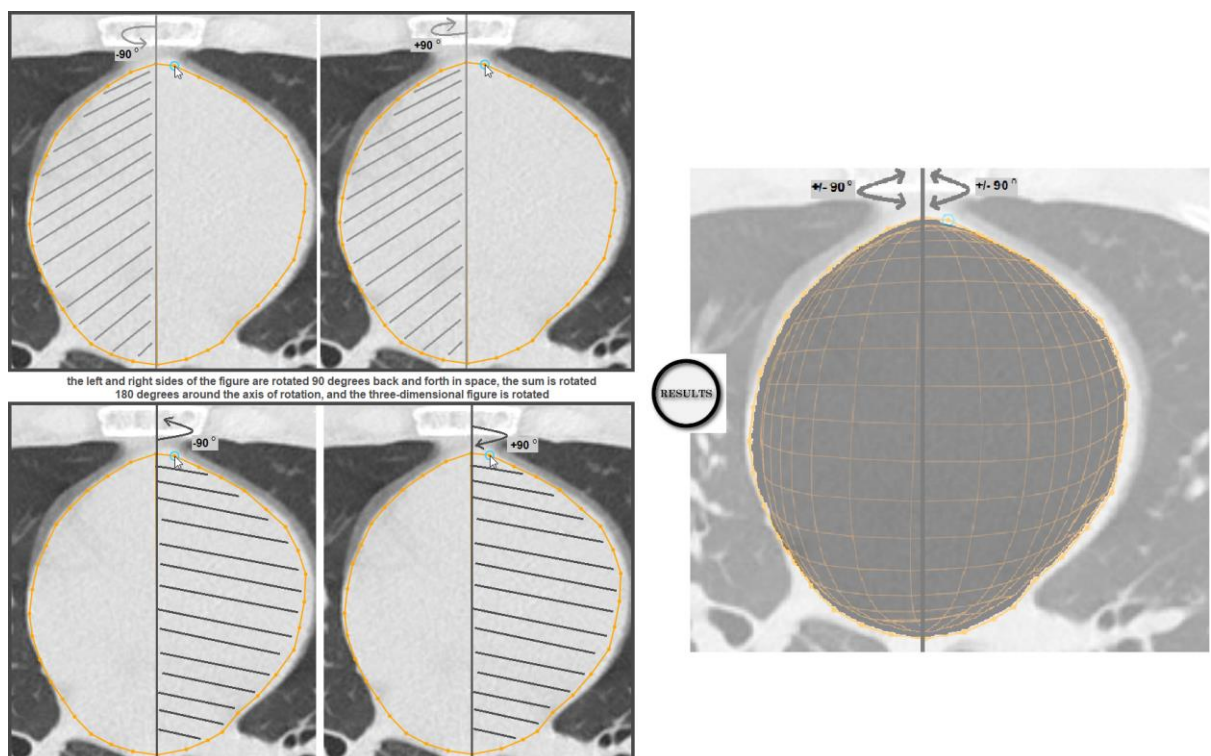 -90 °
+90 °
+/- 90°
+/- 90°
the left and right sides of the figure are rotated 90 degrees back and forth in space, the sum is rotated
180 degrees around the axis of rotation, and the three-dimensional figure is rotated
RESULTS
-90 °
+90 °